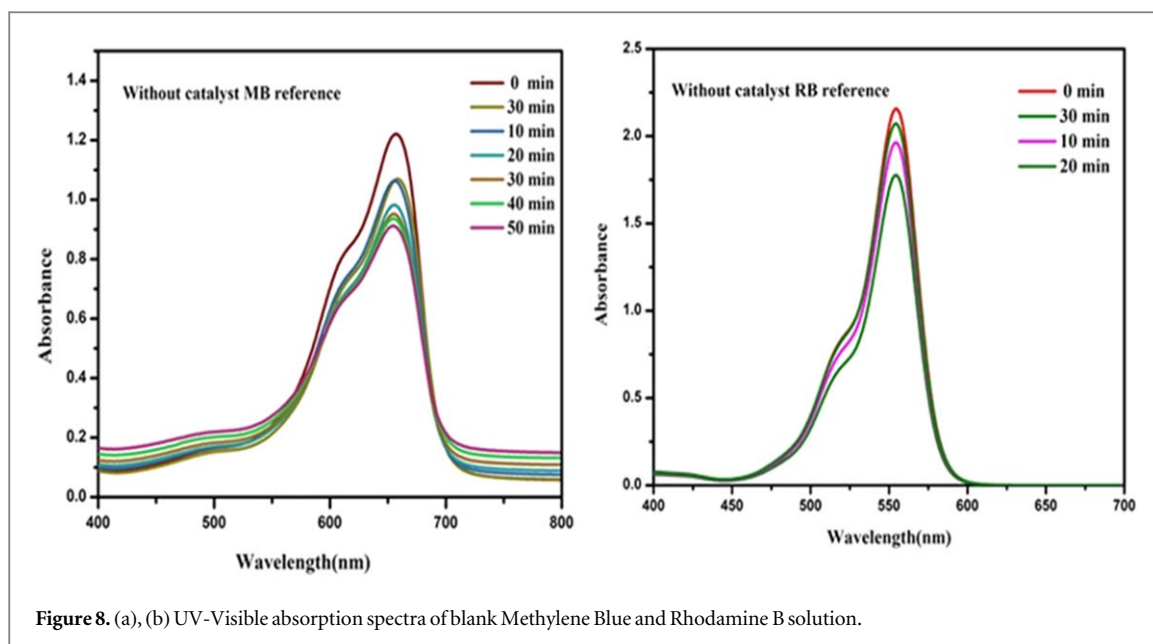 Without catalyst MB reference
0 min
30 min
10 min
20 min
30 min
40 min
50 min
1.4
1.2
1.0
0.8
0.6
0.4
0.2
0.0
Absorbance
400
500
600
700
800
Wavelength(nm)
Without catalyst RB reference
0 min
30 min
10 min
20 min
2.5
2.0
1.5
1.0
0.5
0.0
Absorbance
400
450
500
550
600
650
700
Wavelength(nm)
Figure 8. (a), (b) UV-Visible absorption spectra of blank Methylene Blue and Rhodamine B solution.